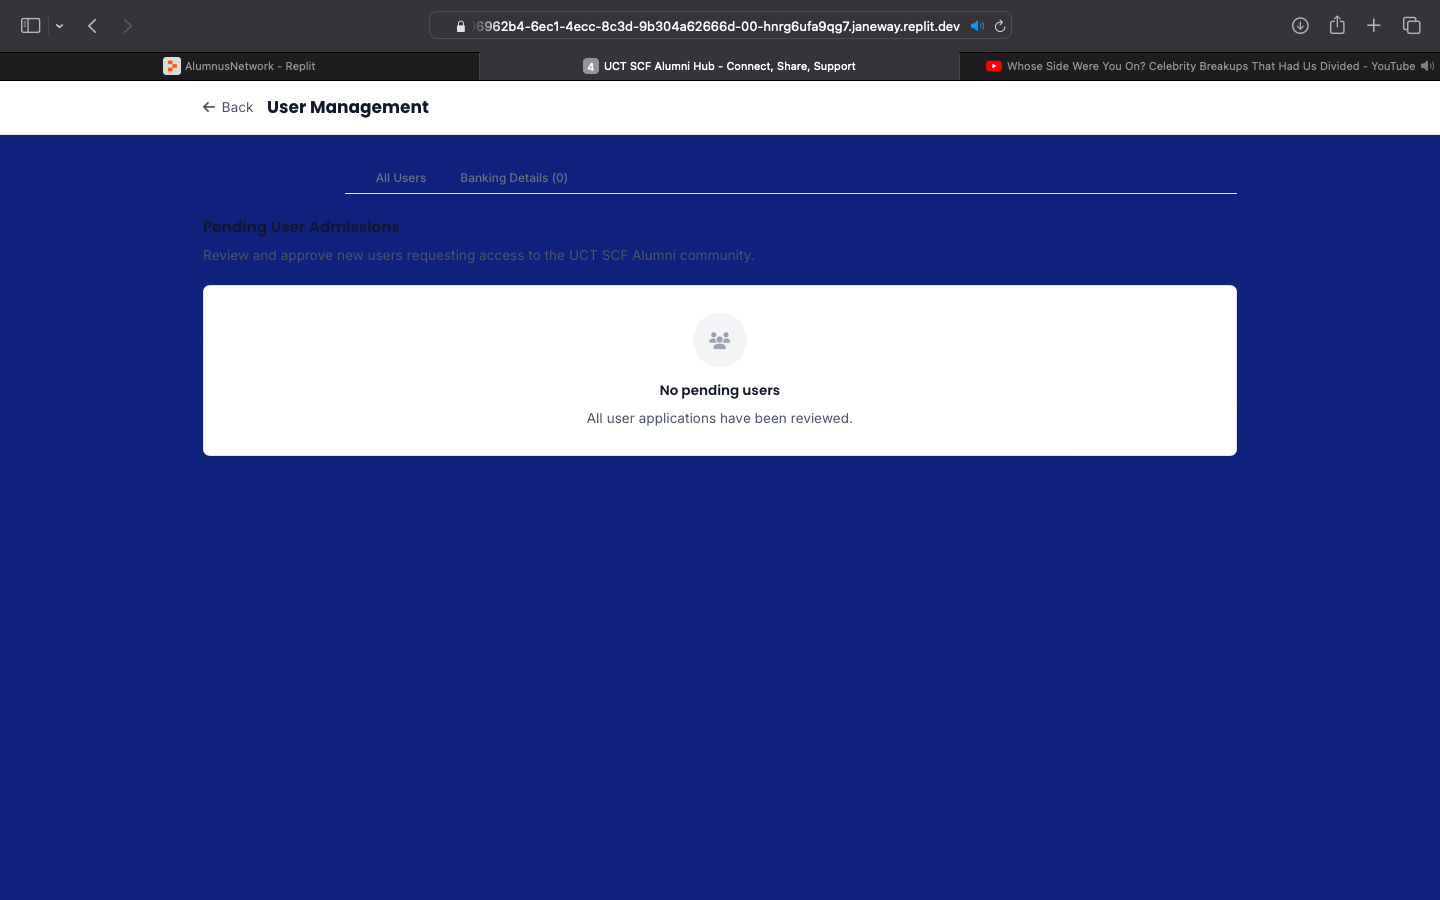 6962b4-6ec1-4ecc-8c3d-9b304a62666d-00-hnrg6ufa9qg7.janeway.replit.dev
AlumnusNetwork - Replit
4 UCT SCF Alumni Hub - Connect, Share, Support
Whose Side Were You On? Celebrity Breakups That Had Us Divided - YouTube
← Back User Management
All Users Banking Details (0)
Pending User Admissions
Review and approve new users requesting access to the UCT SCF Alumni community.
No pending users
All user applications have been reviewed.